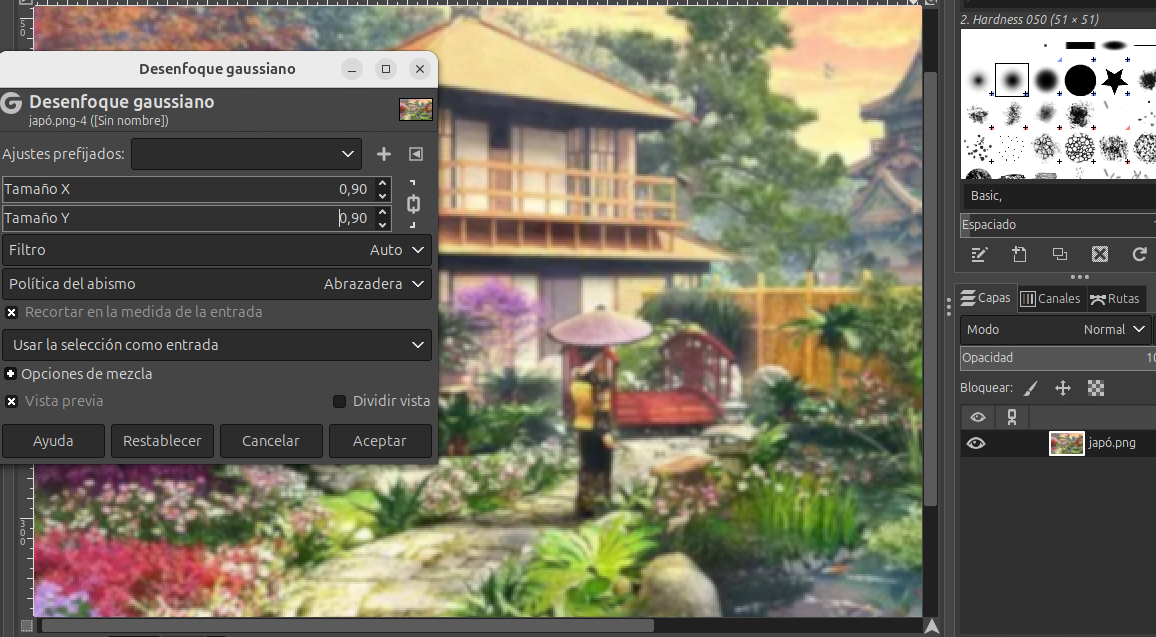 Desenfoque gaussiano
Desenfoque gaussiano
japó.png-4 ([Sin nombre])
Ajustes prefijados:
Tamaño X 0,90
Tamaño Y 0,90
Filtro Auto
Política del abismo Abrazadera
Recortar en la medida de la entrada
Usar la selección como entrada
Opciones de mezcla
Vista previa Dividir vista
Ayuda Restablecer Cancelar Aceptar
50
300
2. Hardness 050 (51 × 51)
Basic,
Espaciado
Capas Canales Rutas
Modo Normal
Opacidad
Bloquear:
japó.png